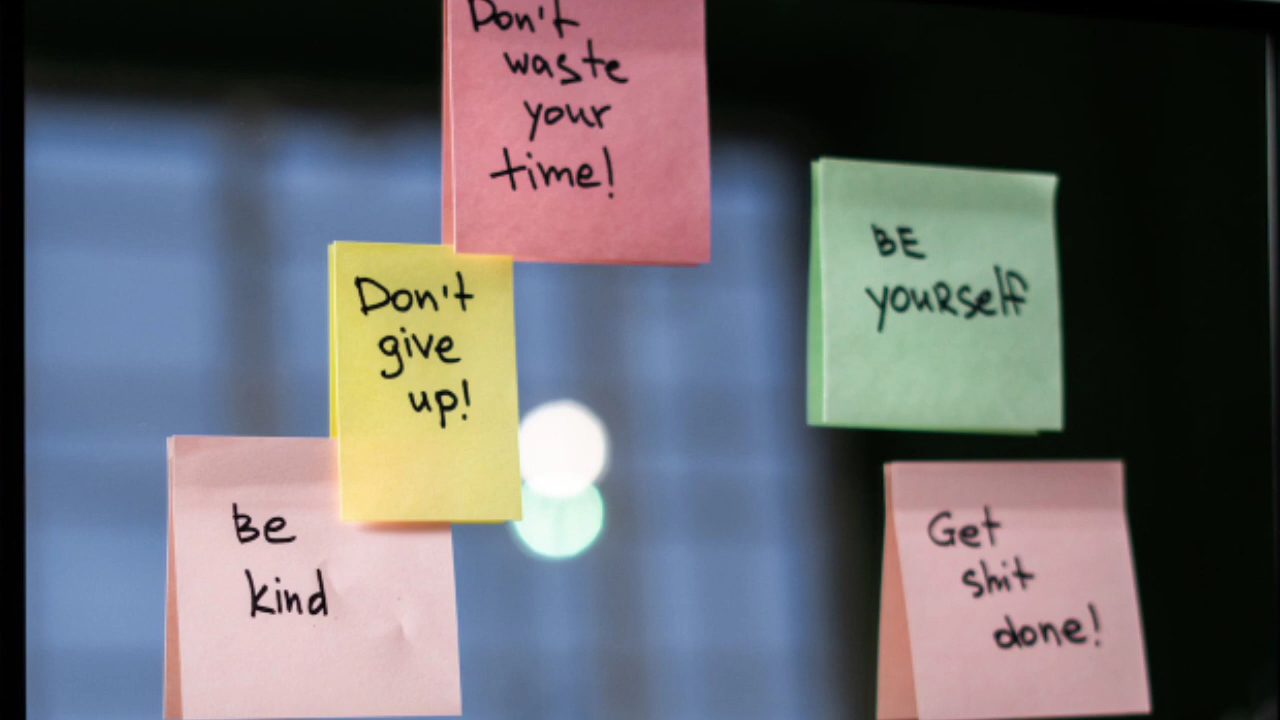 Don't
waste
your
time!
Don't
give
up!
Be
kind
BE
youRself
Get
shit
done!